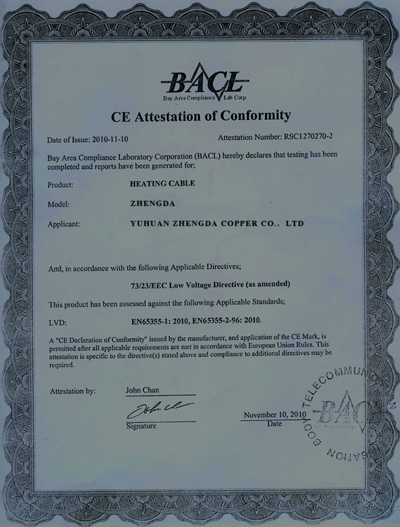 BACL
Bay Area Compliance Lab Corp.
CE Attestation of Conformity
Date of Issue: 2010-11-10 Attestation Number: RSC1270270-2
Bay Area Compliance Laboratory Corporation (BACL) hereby declares that testing has been
completed and reports have been generated for;
Product: HEATING CABLE
Model: ZHENGDA
Applicant: YUHUAN ZHENGDA COPPER CO.. LTD
And, in accordance with the following Applicable Directives;
73/23/EEC Low Voltage Directive (as amended)
This product has been assessed against the following Applicable Standards;
LVD: EN65355-1: 2010, EN65355-2-96: 2010.
A "CE Declaration of Conformity" issued by the manufacturer, and application of the CE Mark, is
permitted after all applicable requirements are met in accordance with European Union Rules. This
attestation is specific to the directive(s) stated above and compliance to additional directives may be
required.
Attestation by: John Chan
John Chan
Signature
November 10, 2010
Date
BODY TELECOMMUN
BACL
BATION